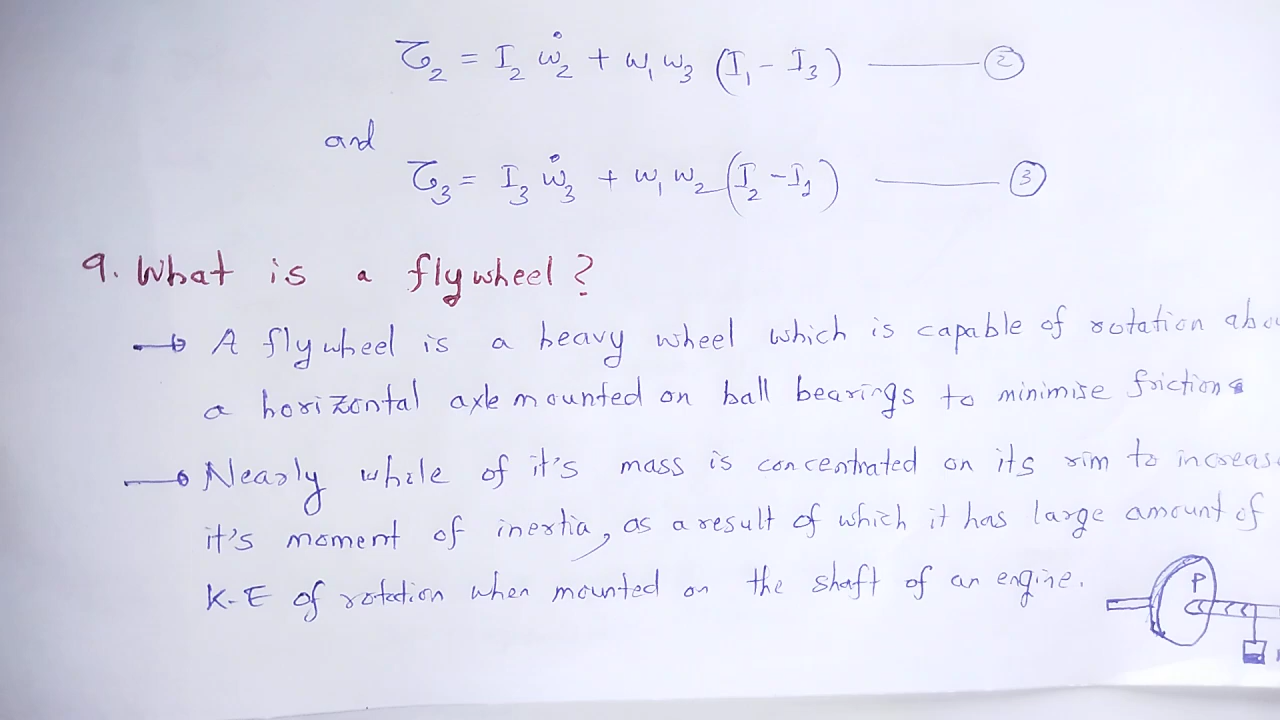 τ₂ = I₂ ω̇₂ + ω₁ ω₃ (I₁ - I₃) —— ②
and
τ₃ = I₃ ω̇₃ + ω₁ ω₂ (I₂ - I₁) —— ③
9. What is a flywheel?
→ A flywheel is a heavy wheel which is capable of rotation abo
a horizontal axle mounted on ball bearings to minimise friction.
→ Nearly while of it's mass is concentrated on its rim to increas
it's moment of inertia, as a result of which it has large amount of
K-E of rotation when mounted on the shaft of an engine.
P